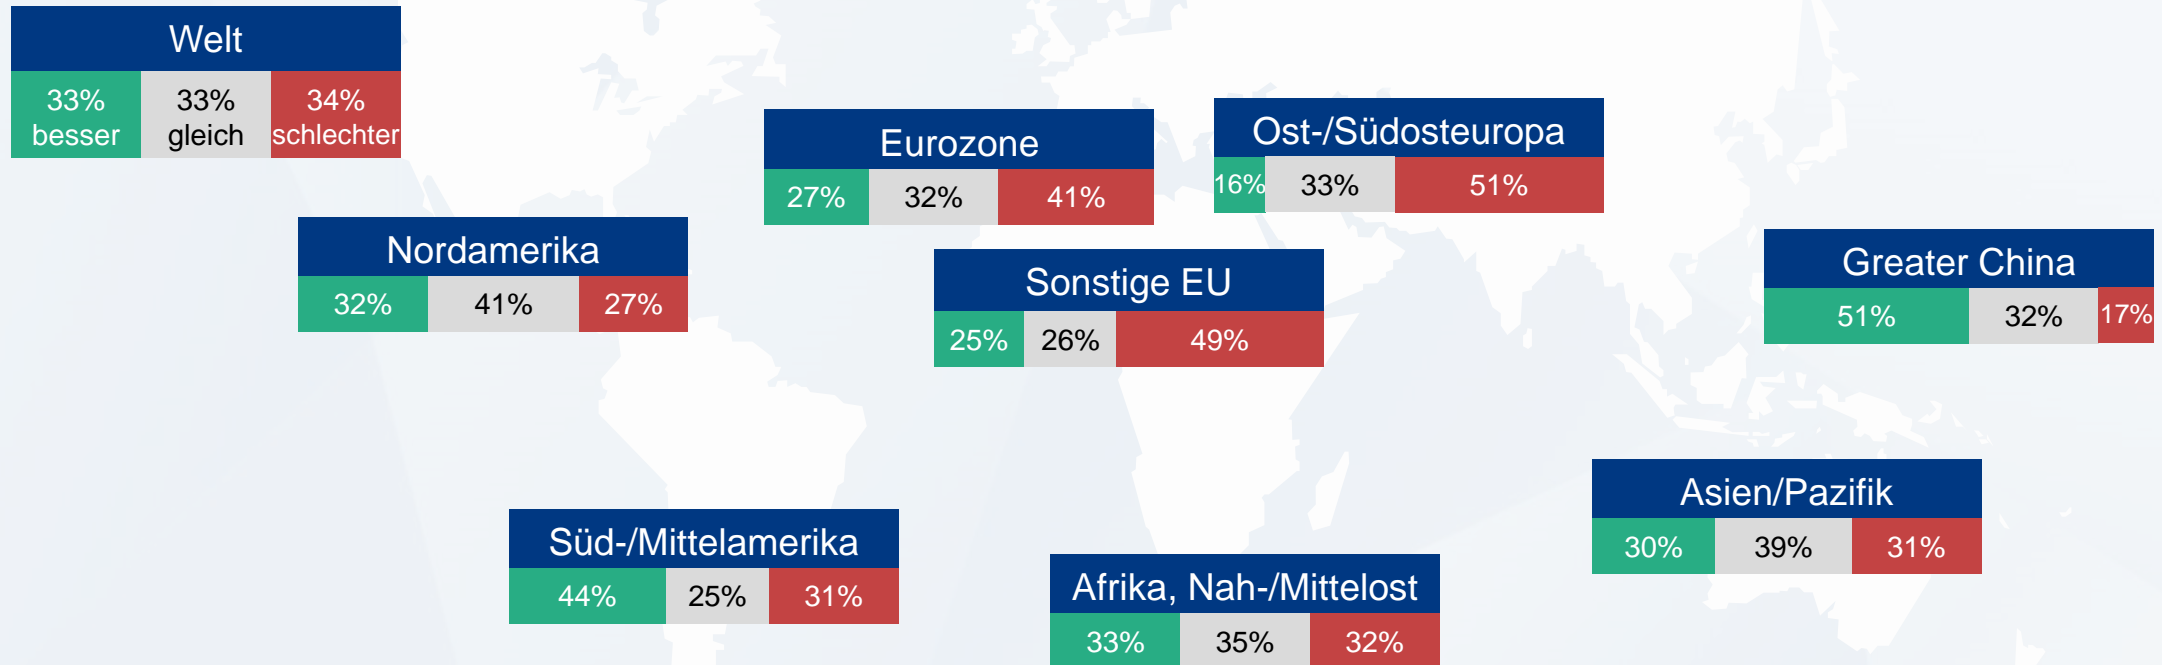 Welt
33% 33% 34%
besser gleich schlechter
Eurozone
27% 32% 41%
Ost-/Südosteuropa
16% 33% 51%
Nordamerika
32% 41% 27%
Sonstige EU
25% 26% 49%
Greater China
51% 32% 17%
Süd-/Mittelamerika
44% 25% 31%
Afrika, Nah-/Mittelost
33% 35% 32%
Asien/Pazifik
30% 39% 31%